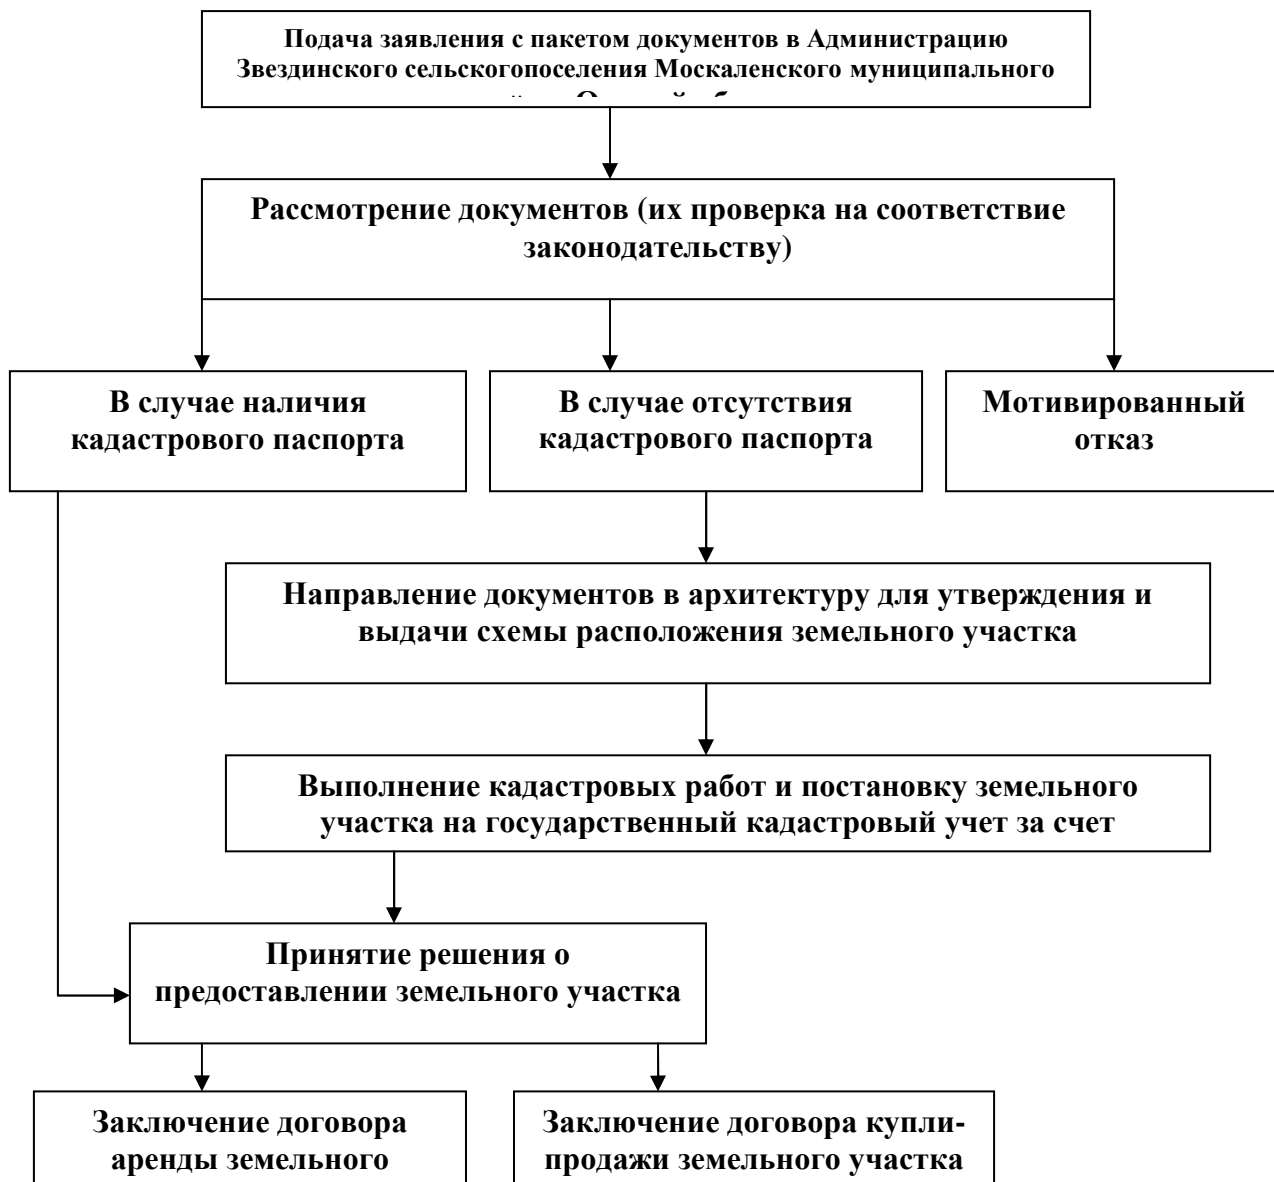 Подача заявления с пакетом документов в Администрацию
Звездинского сельскогопоселения Москаленского муниципального
Рассмотрение документов (их проверка на соответствие
законодательству)
В случае наличия
кадастрового паспорта
В случае отсутствия
кадастрового паспорта
Мотивированный
отказ
Направление документов в архитектуру для утверждения и
выдачи схемы расположения земельного участка
Выполнение кадастровых работ и постановку земельного
участка на государственный кадастровый учет за счет
Принятие решения о
предоставлении земельного участка
Заключение договора
аренды земельного
Заключение договора купли-
продажи земельного участка